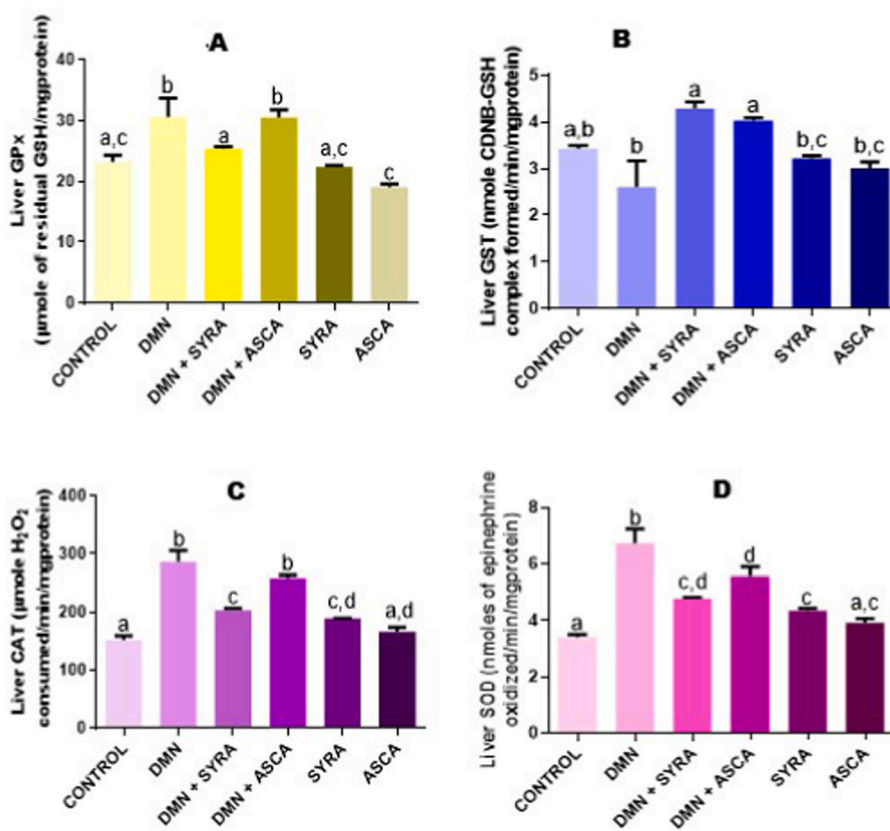 A
Liver GPx
(µmole of residual GSH/mgprotein)
40
30
20
10
0
a,c
b
a
b
a,c
c
CONTROL
DMN
DMN + SYRA
DMN + ASCA
SYRA
ASCA
B
Liver GST (nmole CDNB-GSH
complex formed/min/mgprotein)
5
4
3
2
1
0
a,b
b
a
a
b,c
b,c
CONTROL
DMN
DMN + SYRA
DMN + ASCA
SYRA
ASCA
C
Liver CAT (µmole H₂O₂
consumed/min/mgprotein)
400
300
200
100
0
a
b
c
b
c,d
a,d
CONTROL
DMN
DMN + SYRA
DMN + ASCA
SYRA
ASCA
D
Liver SOD (nmoles of epinephrine
oxidized/min/mgprotein)
8
6
4
2
0
a
b
c,d
d
c
a,c
CONTROL
DMN
DMN + SYRA
DMN + ASCA
SYRA
ASCA